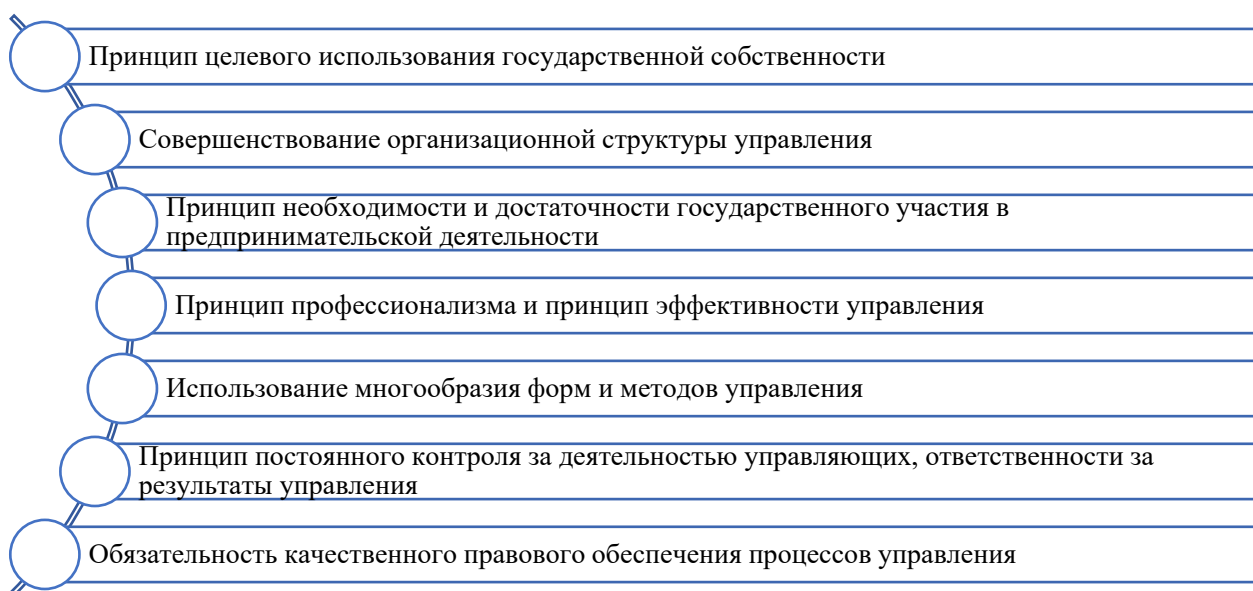 Принцип целевого использования государственной собственности
Совершенствование организационной структуры управления
Принцип необходимости и достаточности государственного участия в
предпринимательской деятельности
Принцип профессионализма и принцип эффективности управления
Использование многообразия форм и методов управления
Принцип постоянного контроля за деятельностью управляющих, ответственности за
результаты управления
Обязательность качественного правового обеспечения процессов управления